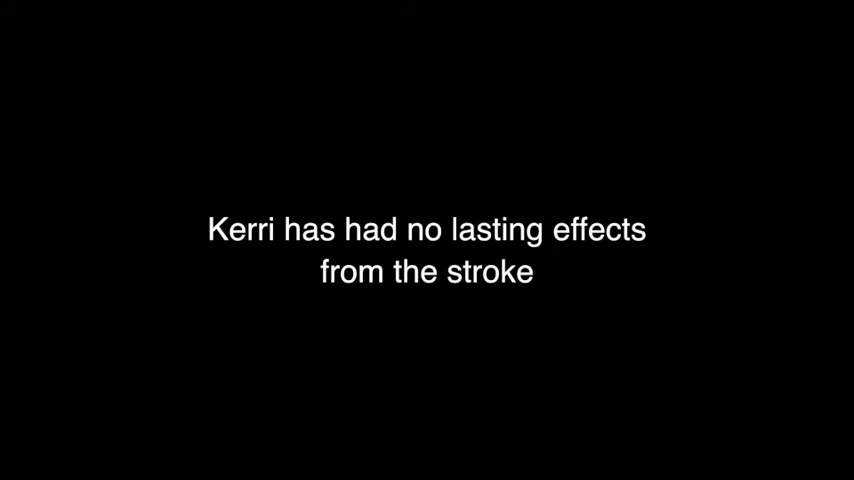 Kerri has had no lasting effects
from the stroke